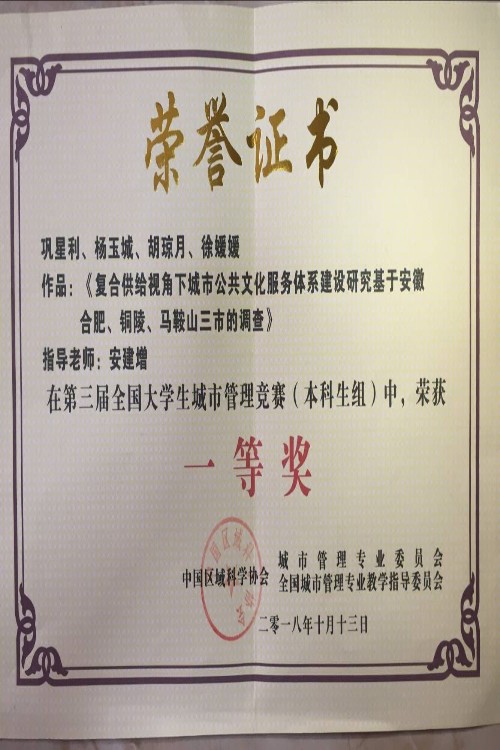 荣誉证书
巩星利、杨玉城、胡琼月、徐媛媛
作品：《复合供给视角下城市公共文化服务体系建设研究基于安徽
合肥、铜陵、马鞍山三市的调查》
指导老师：安建增
在第三届全国大学生城市管理竞赛（本科生组）中，荣获
一等奖
中国区域科学协会
城市管理专业委员会
全国城市管理专业教学指导委员会
二零一八年十月十三日